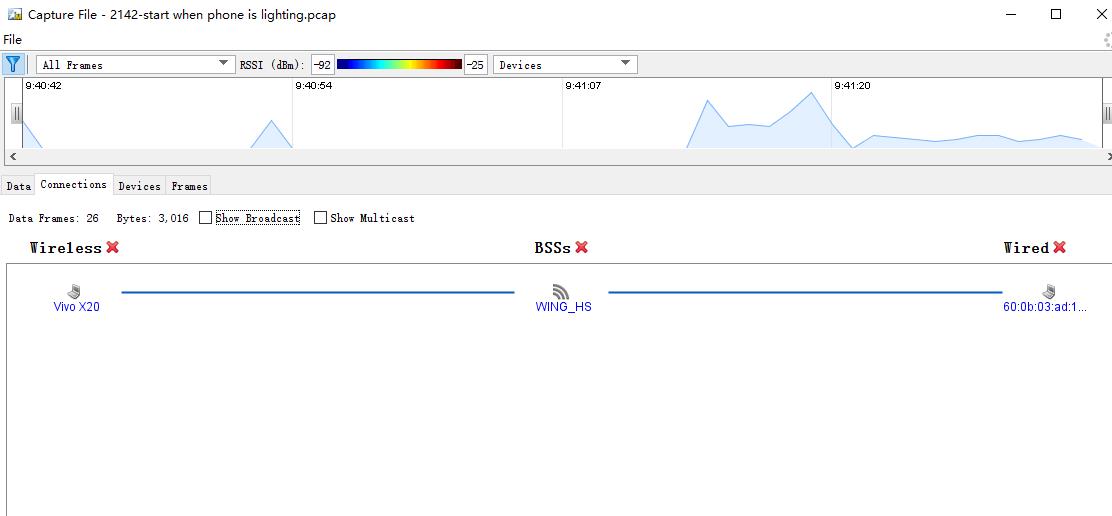 Capture File - 2142-start when phone is lighting.pcap
File
All Frames RSSI (dBm): -92 -25 Devices
9:40:42 9:40:54 9:41:07 9:41:20
Data Connections Devices Frames
Data Frames: 26 Bytes: 3,016 Show Broadcast Show Multicast
Wireless BSSs Wired
Vivo X20 WING_HS 60:0b:03:ad:1...